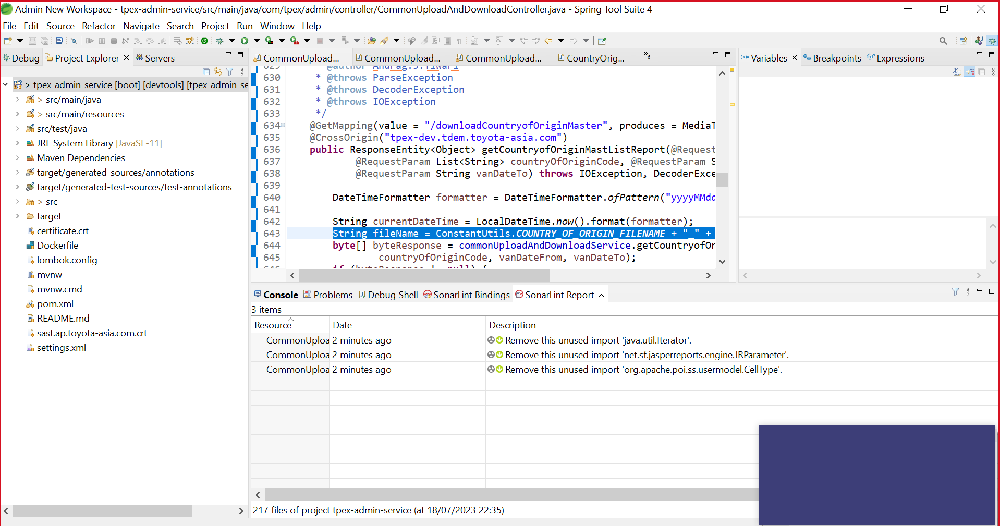 Admin New Workspace - tpex-admin-service/src/main/java/com/tpex/admin/controller/CommonUploadAndDownloadController.java - Spring Tool Suite 4
File Edit Source Refactor Navigate Search Project Run Window Help
Debug Project Explorer Servers
> tpex-admin-service [boot] [devtools] [tpex-admin-se
> src/main/java
> src/main/resources
src/test/java
JRE System Library [JavaSE-11]
Maven Dependencies
target/generated-sources/annotations
target/generated-test-sources/test-annotations
> src
target
certificate.crt
Dockerfile
lombok.config
mvnw
mvnw.cmd
pom.xml
README.md
sast.ap.toyota-asia.com.crt
settings.xml
CommonUpload... CommonUpload... CommonUpload... CountryOrig... »6
629 * @author Anurag.S.Tiwari
630 * @throws ParseException
631 * @throws DecoderException
632 * @throws IOException
633 */
634 @GetMapping(value = "/downloadCountryofOriginMaster", produces = MediaT
635 @CrossOrigin("tpex-dev.tdem.toyota-asia.com")
636 public ResponseEntity<Object> getCountryofOriginMastListReport(@Request
637 @RequestParam List<String> countryOfOriginCode, @RequestParam S
638 @RequestParam String vanDateTo) throws IOException, DecoderExce
639
640 DateTimeFormatter formatter = DateTimeFormatter.ofPattern("yyyyMMdd
641
642 String currentDateTime = LocalDateTime.now().format(formatter);
643 String fileName = ConstantUtils.COUNTRY_OF_ORIGIN_FILENAME + "_" +
644 byte[] byteResponse = commonUploadAndDownloadService.getCountryofOr
645 countryOfOriginCode, vanDateFrom, vanDateTo);
646 if (byteResponse != null) {
(x)= Variables Breakpoints Expressions
Console Problems Debug Shell SonarLint Bindings SonarLint Report
3 items
Resource Date Description
CommonUploa 2 minutes ago Remove this unused import 'java.util.Iterator'.
CommonUploa 2 minutes ago Remove this unused import 'net.sf.jasperreports.engine.JRParameter'.
CommonUploa 2 minutes ago Remove this unused import 'org.apache.poi.ss.usermodel.CellType'.
217 files of project tpex-admin-service (at 18/07/2023 22:35)